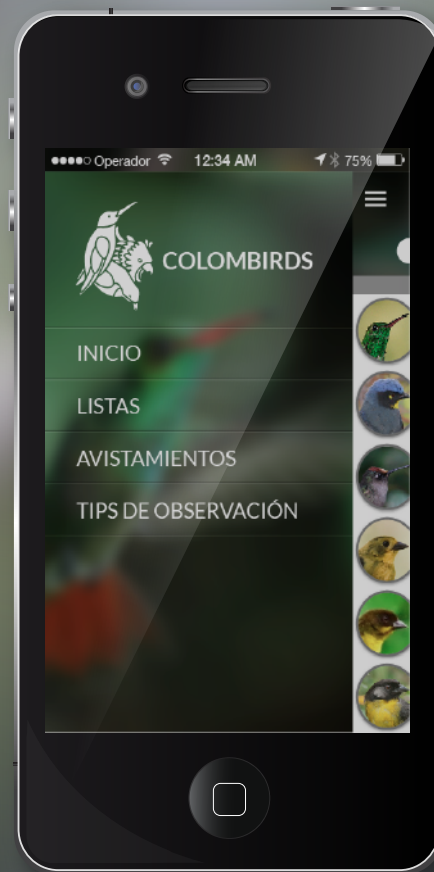 Operador 12:34 AM 75%
COLOMBIRDS
INICIO
LISTAS
AVISTAMIENTOS
TIPS DE OBSERVACIÓN